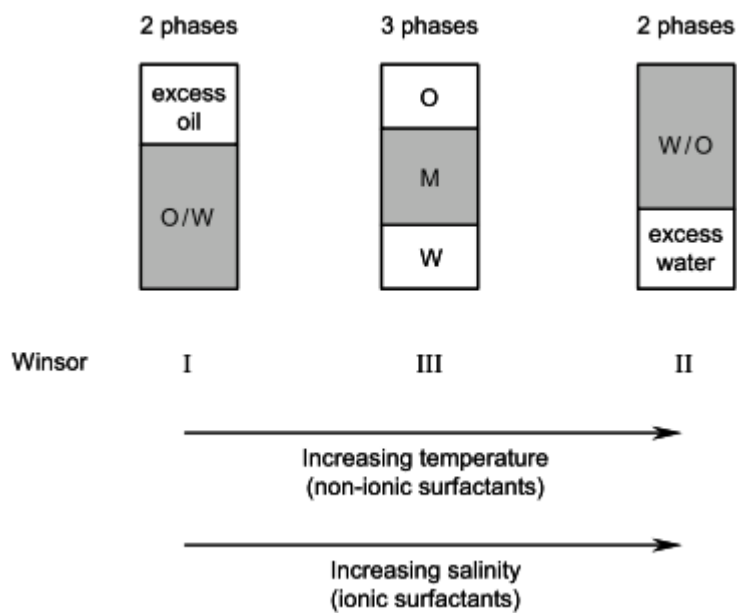 2 phases 3 phases 2 phases
excess
oil
O/W
O
M
W
W/O
excess
water
Winsor I III II
Increasing temperature
(non-ionic surfactants)
Increasing salinity
(ionic surfactants)